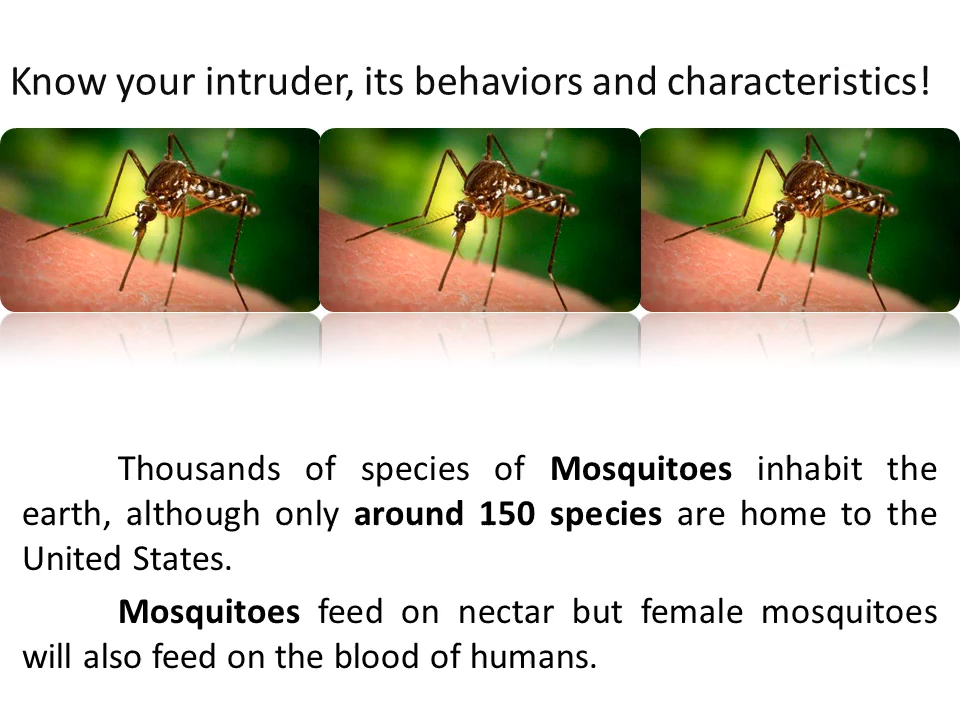 Know your intruder, its behaviors and characteristics!
Thousands of species of Mosquitoes inhabit the
earth, although only around 150 species are home to the
United States.
Mosquitoes feed on nectar but female mosquitoes
will also feed on the blood of humans.